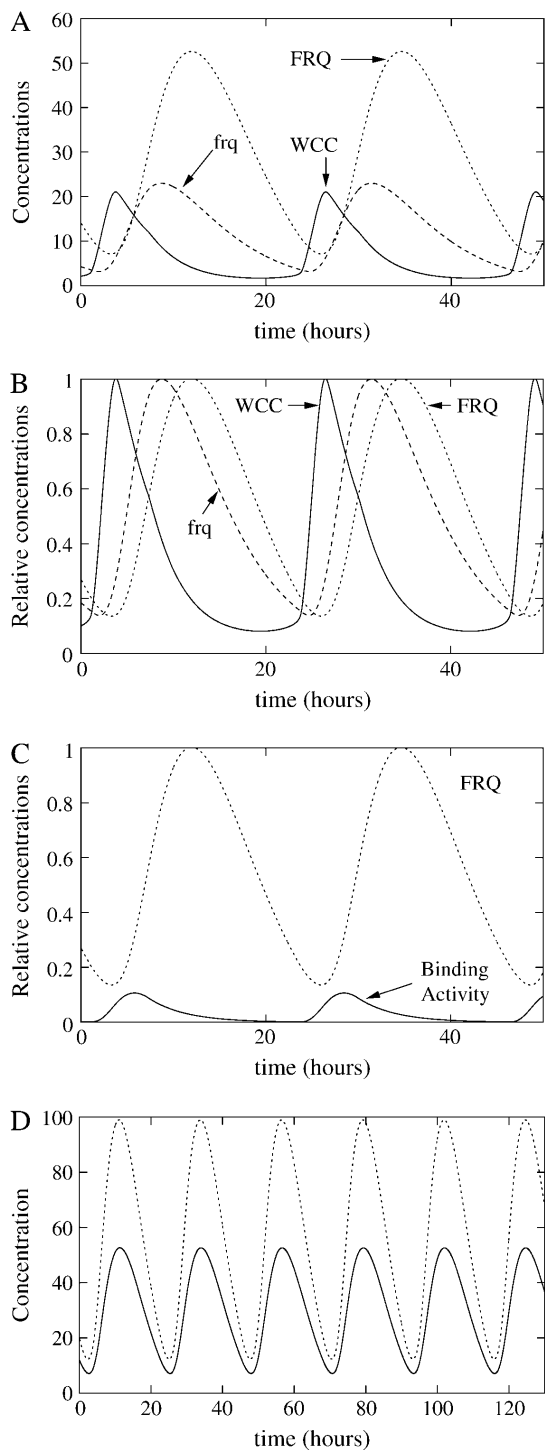 A
60
50
40
30
20
10
0
Concentrations
FRQ
frq
WCC
0 20 40
time (hours)
B
1
0.8
0.6
0.4
0.2
0
Relative concentrations
WCC
FRQ
frq
0 20 40
time (hours)
C
1
0.8
0.6
0.4
0.2
0
Relative concentrations
FRQ
Binding
Activity
0 20 40
time (hours)
D
100
80
60
40
20
0
Concentration
0 20 40 60 80 100 120
time (hours)